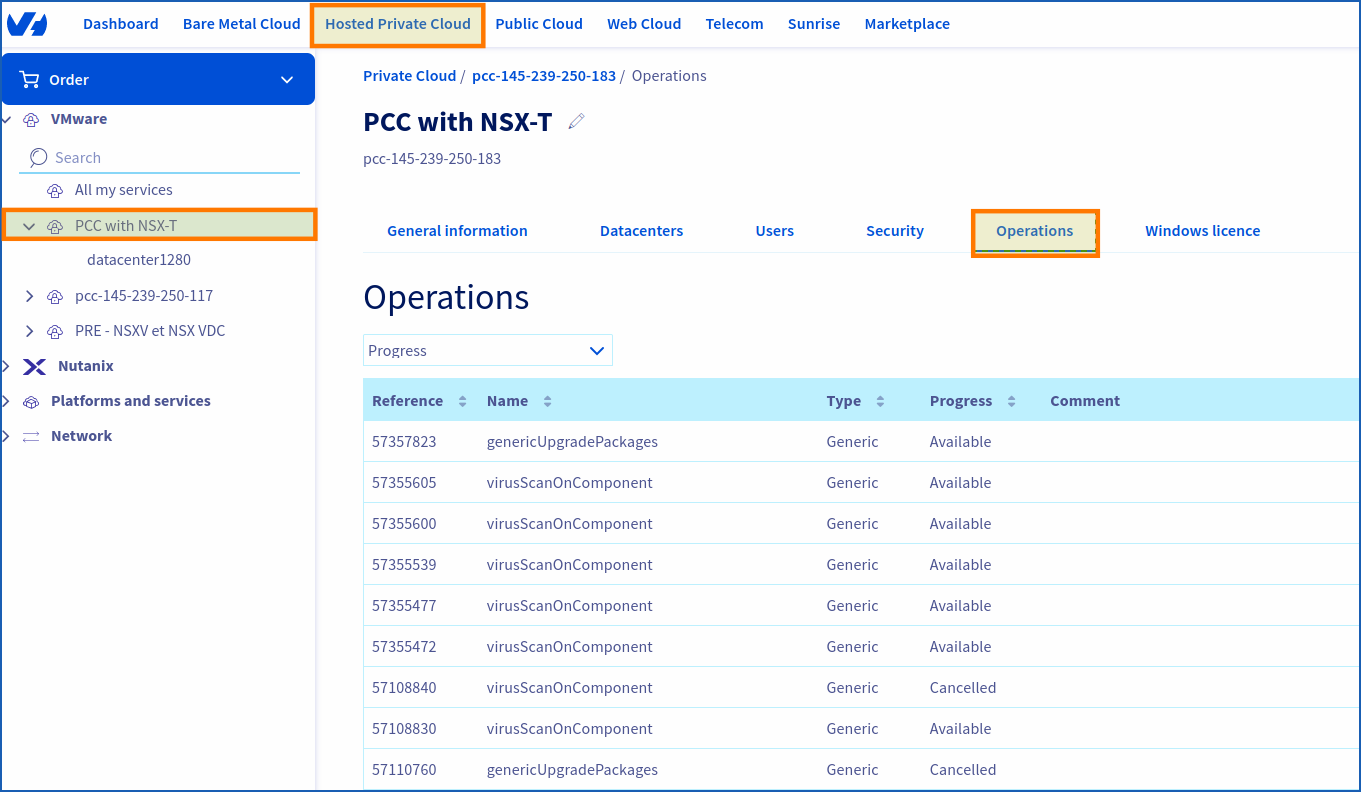 Dashboard Bare Metal Cloud Hosted Private Cloud Public Cloud Web Cloud Telecom Sunrise Marketplace
Order
VMware
Search
All my services
PCC with NSX-T
datacenter1280
pcc-145-239-250-117
PRE - NSXV et NSX VDC
Nutanix
Platforms and services
Network
Private Cloud / pcc-145-239-250-183 / Operations
PCC with NSX-T
pcc-145-239-250-183
General information Datacenters Users Security Operations Windows licence
Operations
Progress
Reference Name Type Progress Comment
57357823 genericUpgradePackages Generic Available
57355605 virusScanOnComponent Generic Available
57355600 virusScanOnComponent Generic Available
57355539 virusScanOnComponent Generic Available
57355477 virusScanOnComponent Generic Available
57355472 virusScanOnComponent Generic Available
57108840 virusScanOnComponent Generic Cancelled
57108830 virusScanOnComponent Generic Available
57110760 genericUpgradePackages Generic Cancelled